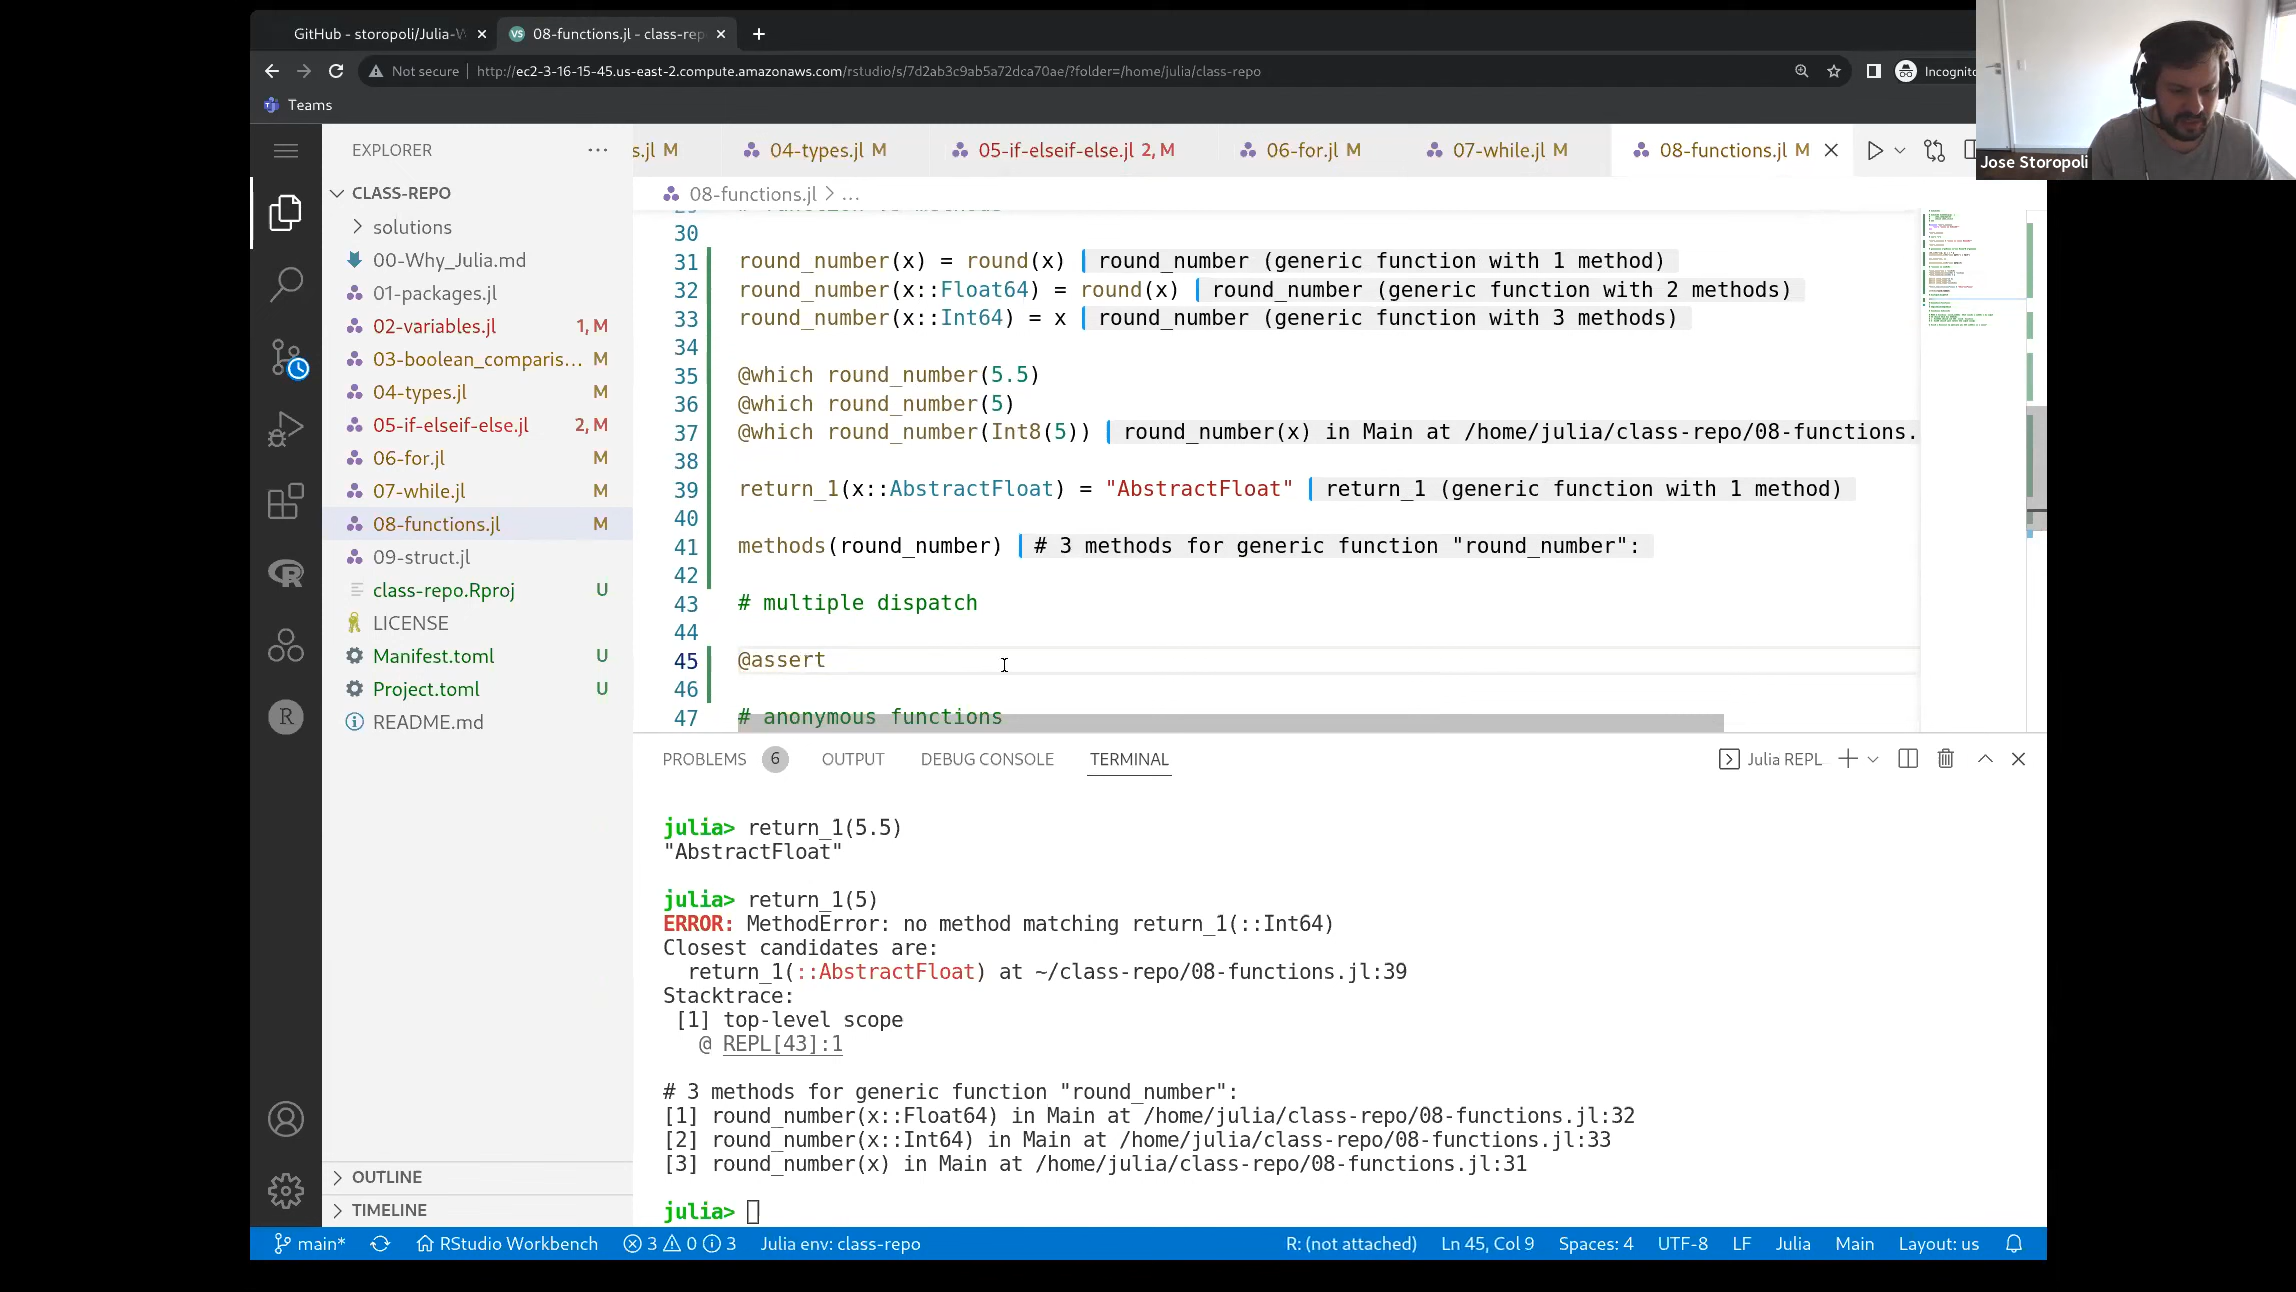 GitHub - storopoli/Julia-W
08-functions.jl - class-rep
Not secure
http://ec2-3-16-15-45.us-east-2.compute.amazonaws.com/rstudio/s/7d2ab3c9ab5a72dca70ae/?folder=/home/julia/class-repo
Incognito
Teams
Jose Storopoli
EXPLORER
CLASS-REPO
solutions
00-Why_Julia.md
01-packages.jl
02-variables.jl 1, M
03-boolean_comparis... M
04-types.jl M
05-if-elseif-else.jl 2, M
06-for.jl M
07-while.jl M
08-functions.jl M
09-struct.jl
class-repo.Rproj U
LICENSE
Manifest.toml U
Project.toml U
README.md
OUTLINE
TIMELINE
s.jl M
04-types.jl M
05-if-elseif-else.jl 2, M
06-for.jl M
07-while.jl M
08-functions.jl M
08-functions.jl > ...
30
31 round_number(x) = round(x) round_number (generic function with 1 method)
32 round_number(x::Float64) = round(x) round_number (generic function with 2 methods)
33 round_number(x::Int64) = x round_number (generic function with 3 methods)
34
35 @which round_number(5.5)
36 @which round_number(5)
37 @which round_number(Int8(5)) round_number(x) in Main at /home/julia/class-repo/08-functions.
38
39 return_1(x::AbstractFloat) = "AbstractFloat" return_1 (generic function with 1 method)
40
41 methods(round_number) # 3 methods for generic function "round_number":
42
43 # multiple dispatch
44
45 @assert
46
47 # anonymous functions
PROBLEMS 6 OUTPUT DEBUG CONSOLE TERMINAL
Julia REPL
julia> return_1(5.5)
"AbstractFloat"
julia> return_1(5)
ERROR: MethodError: no method matching return_1(::Int64)
Closest candidates are:
return_1(::AbstractFloat) at ~/class-repo/08-functions.jl:39
Stacktrace:
[1] top-level scope
@ REPL[43]:1
# 3 methods for generic function "round_number":
[1] round_number(x::Float64) in Main at /home/julia/class-repo/08-functions.jl:32
[2] round_number(x::Int64) in Main at /home/julia/class-repo/08-functions.jl:33
[3] round_number(x) in Main at /home/julia/class-repo/08-functions.jl:31
julia>
main* RStudio Workbench 3 0 3 Julia env: class-repo
R: (not attached) Ln 45, Col 9 Spaces: 4 UTF-8 LF Julia Main Layout: us